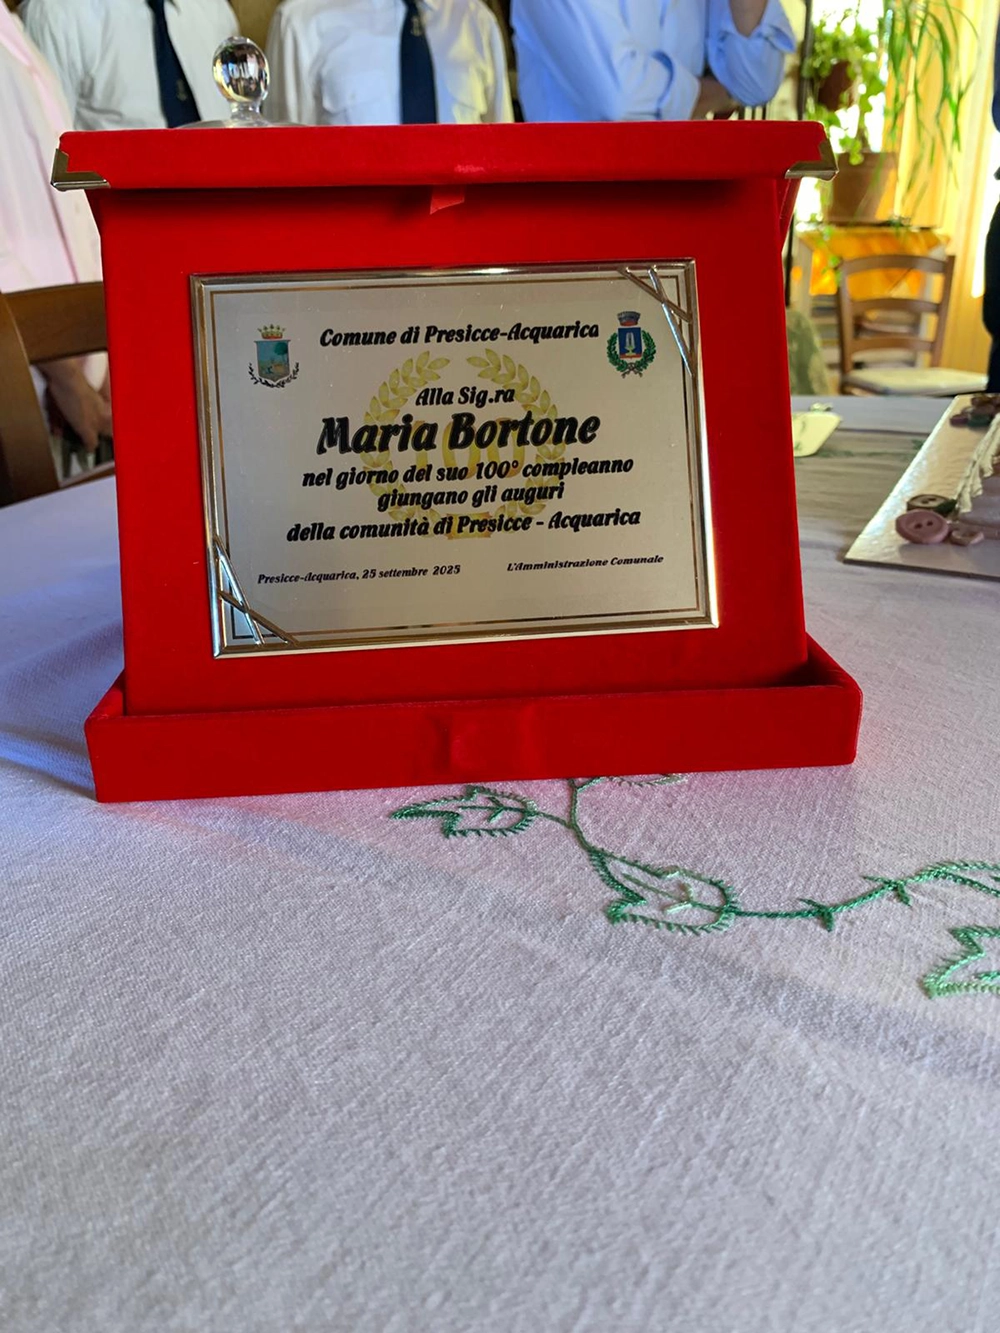 Comune di Presicce-Acquarica
Alla Sig.ra
Maria Bortone
nel giorno del suo 100° compleanno
giungano gli auguri
della comunità di Presicce - Acquarica
Presicce-Acquarica, 25 settembre 2025
L'Amministrazione Comunale